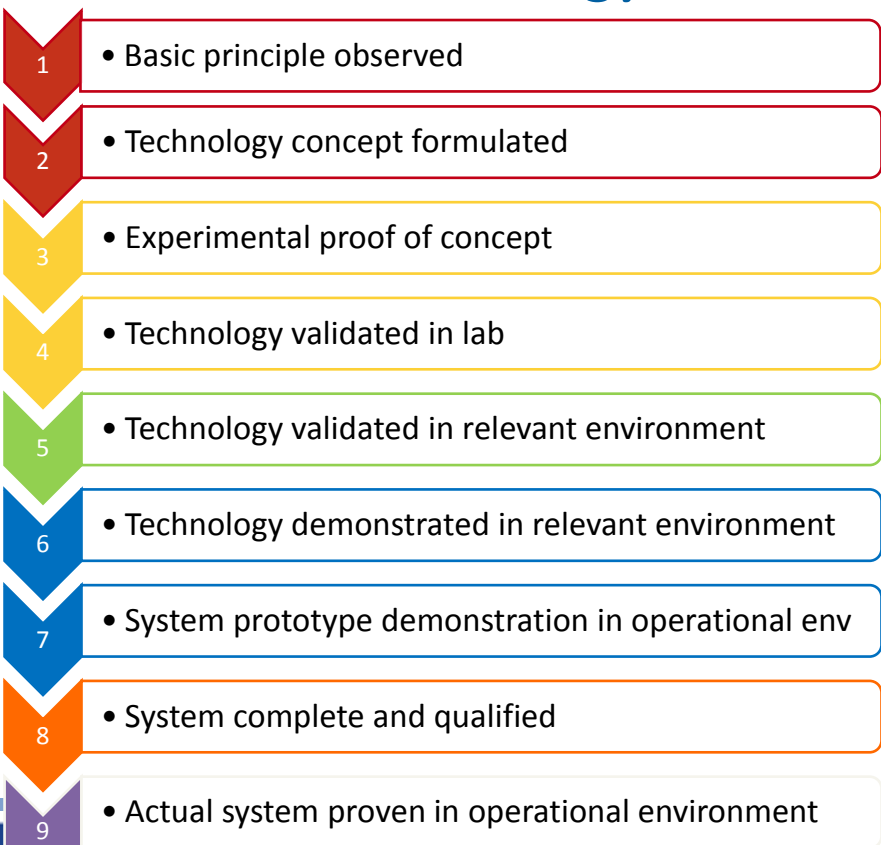 1
• Basic principle observed
2
• Technology concept formulated
3
• Experimental proof of concept
4
• Technology validated in lab
5
• Technology validated in relevant environment
6
• Technology demonstrated in relevant environment
7
• System prototype demonstration in operational env
8
• System complete and qualified
9
• Actual system proven in operational environment